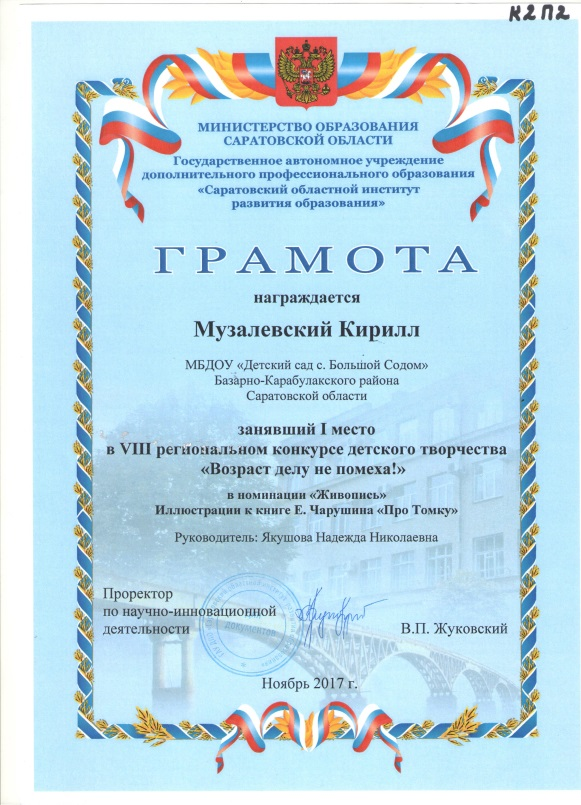 К2П2
МИНИСТЕРСТВО ОБРАЗОВАНИЯ
САРАТОВСКОЙ ОБЛАСТИ
Государственное автономное учреждение
дополнительного профессионального образования
«Саратовский областной институт
развития образования»
ГРАМОТА
награждается
Музалевский Кирилл
МБДОУ «Детский сад с. Большой Содом»
Базарно-Карабулакского района
Саратовской области
занявший I место
в VIII региональном конкурсе детского творчества
«Возраст делу не помеха!»
в номинации «Живопись»
Иллюстрации к книге Е. Чарушина «Про Томку»
Руководитель: Якушова Надежда Николаевна
Проректор
по научно-инновационной
деятельности
В.П. Жуковский
документов
Ноябрь 2017 г.